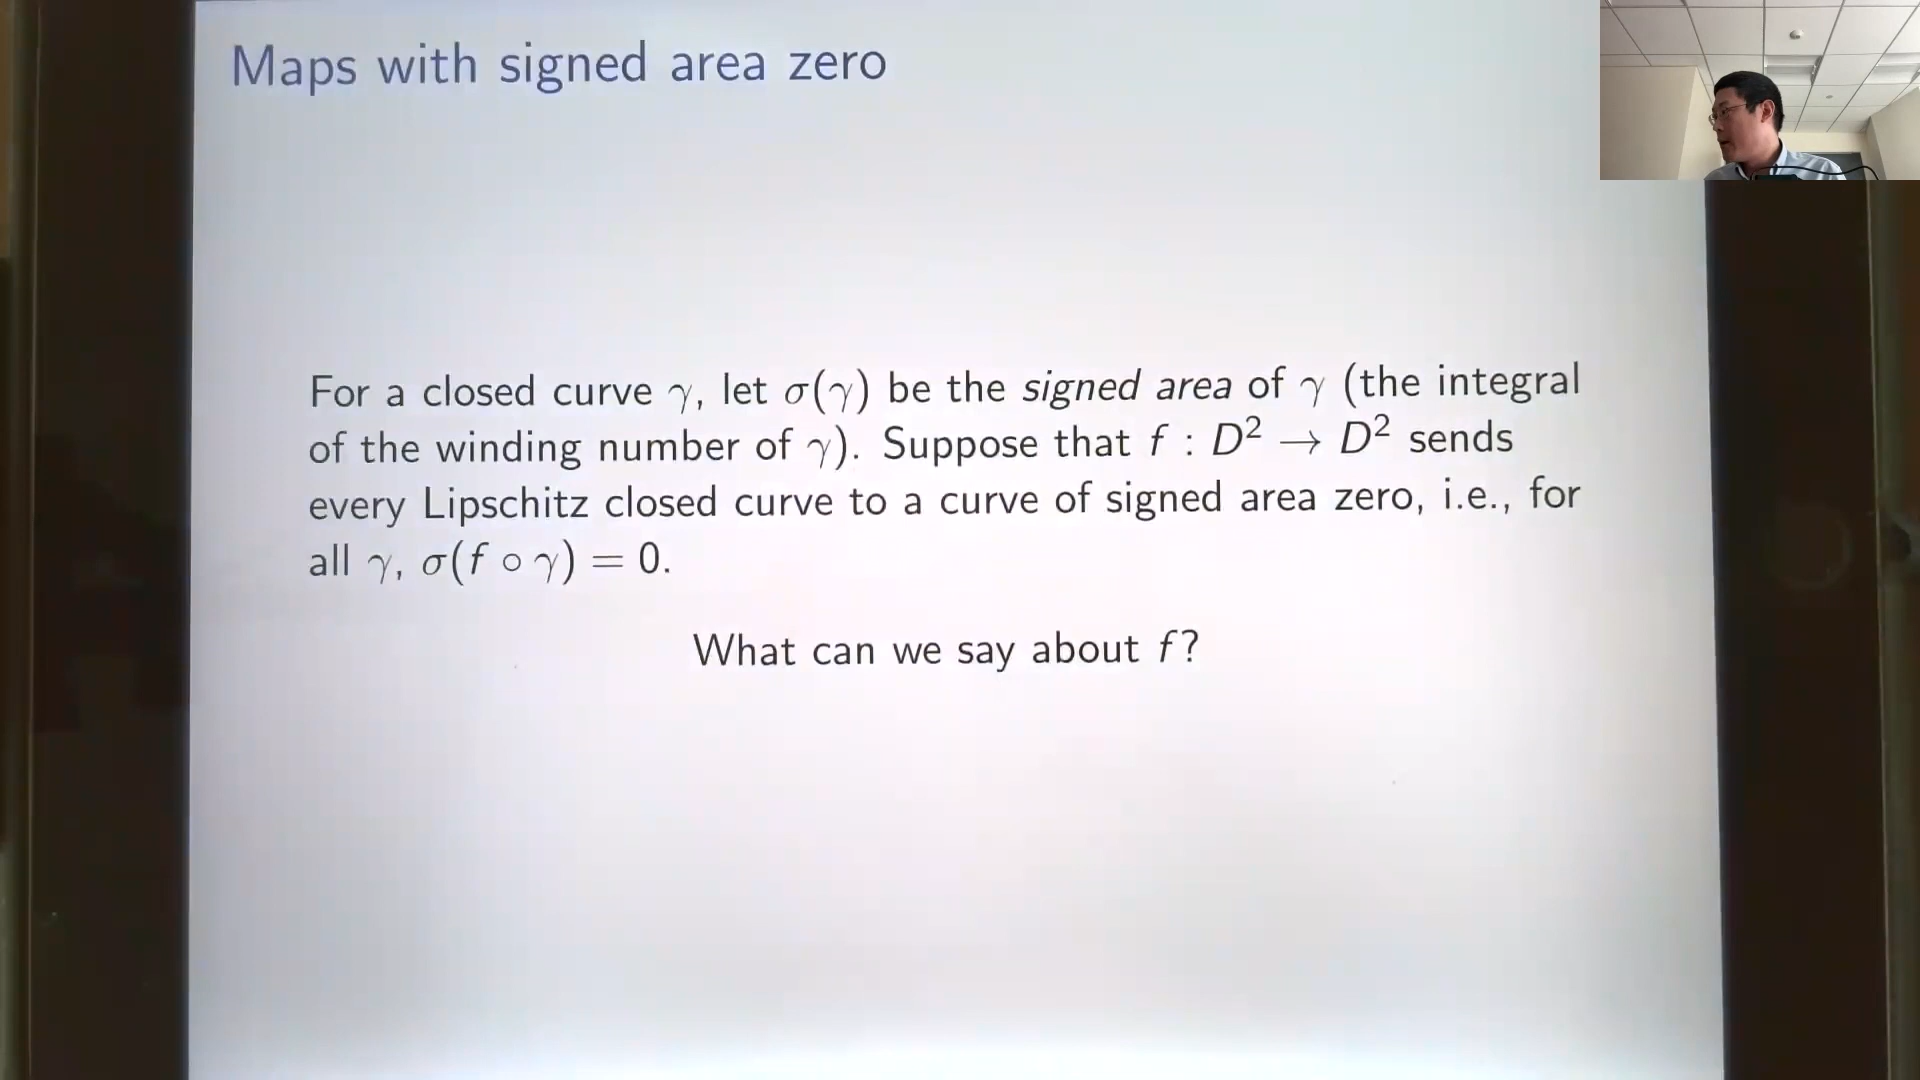 Maps with signed area zero
For a closed curve γ, let σ(γ) be the signed area of γ (the integral
of the winding number of γ). Suppose that f : D² → D² sends
every Lipschitz closed curve to a curve of signed area zero, i.e., for
all γ, σ(f ∘ γ) = 0.
What can we say about f?